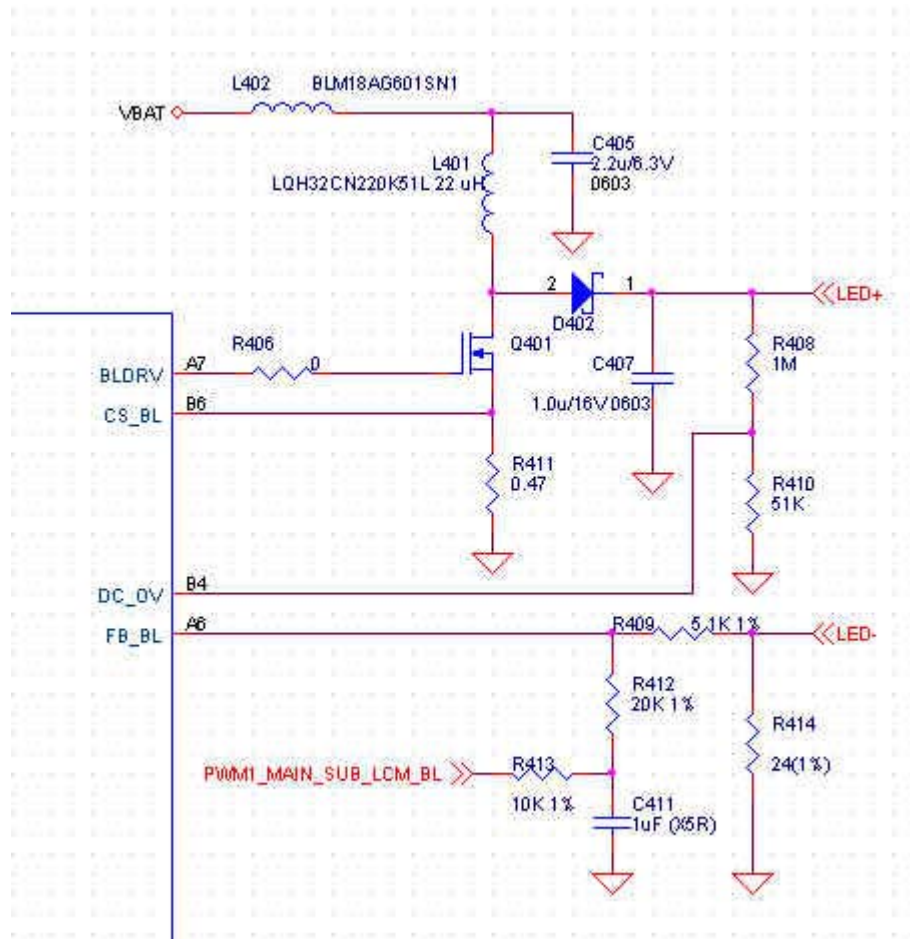 L402 BLM18AG601SN1
VBAT
C405
2.2u/6.3V
0603
L401
LQH32CN220K51L 22 uH
2 1
LED+
D402
R406
Q401
R408
1M
A7
0
C407
BLDRV
B6
1.0u/16V 0603
CS_BL
R411
0.47
R410
51K
B4
DC_OV
A6
R409 5.1K 1%
FB_BL
LED-
R412
20K 1%
R414
PWM1_MAIN_SUB_LCM_BL
R413
24(1%)
10K 1%
C411
1uF (X5R)